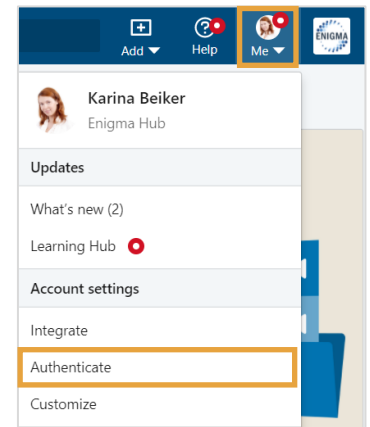 Add Help Me ENIGMA
Karina Beiker
Enigma Hub
Updates
What's new (2)
Learning Hub
Account settings
Integrate
Authenticate
Customize